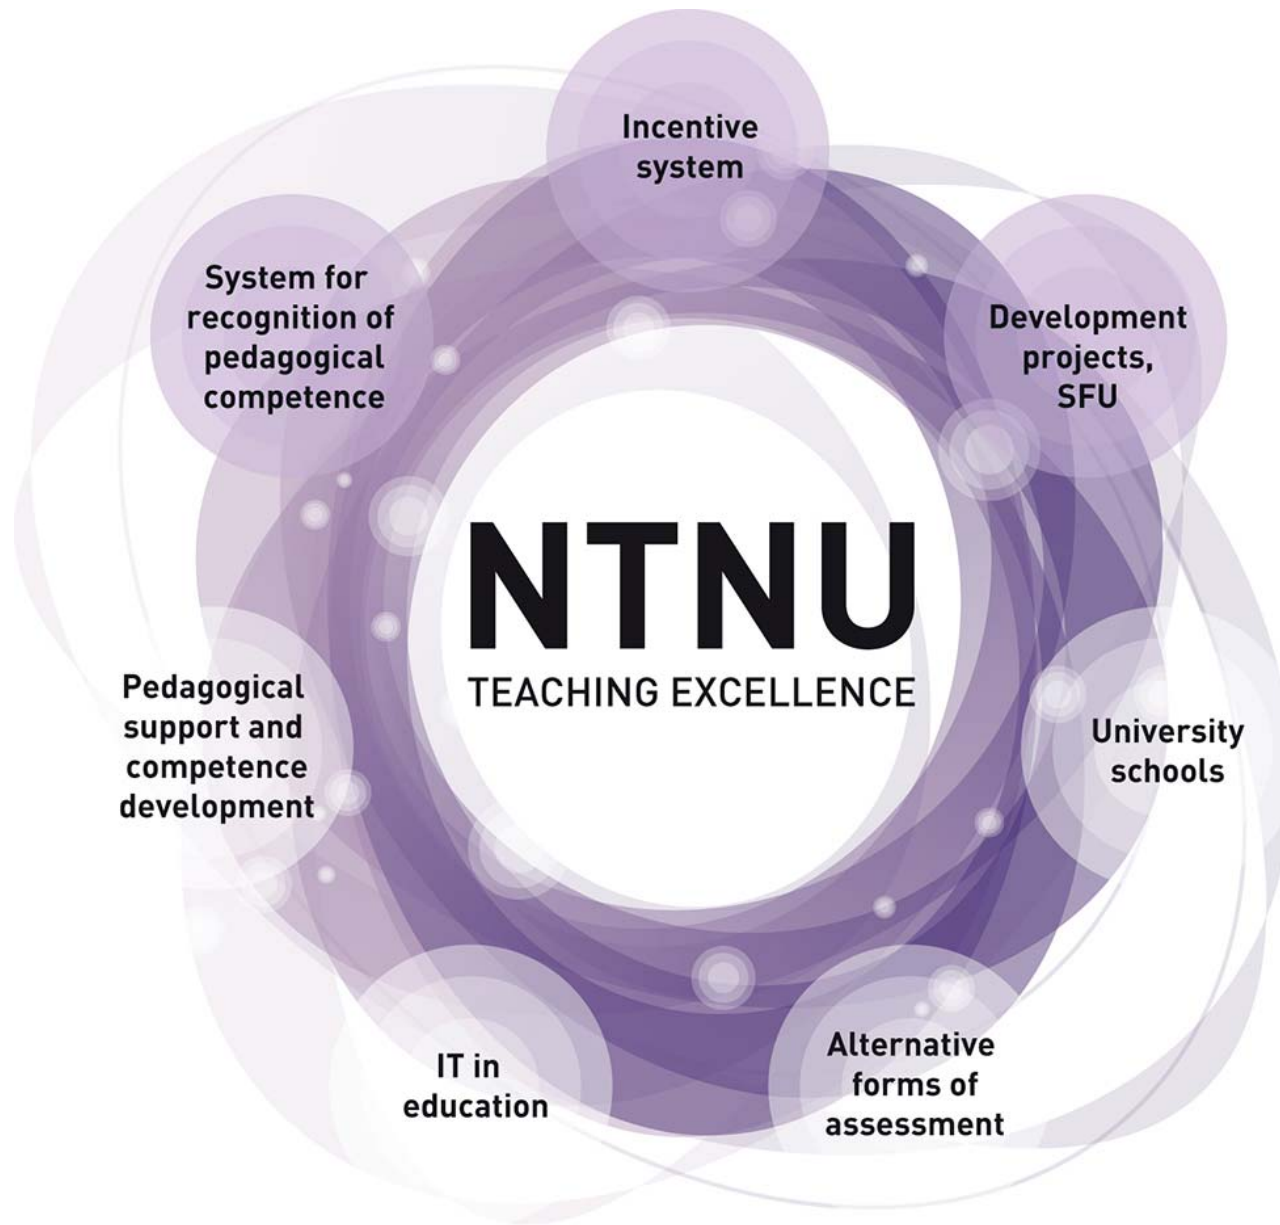 Incentive
system
System for
recognition of
pedagogical
competence
Development
projects,
SFU
NTNU
TEACHING EXCELLENCE
Pedagogical
support and
competence
development
University
schools
IT in
education
Alternative
forms of
assessment